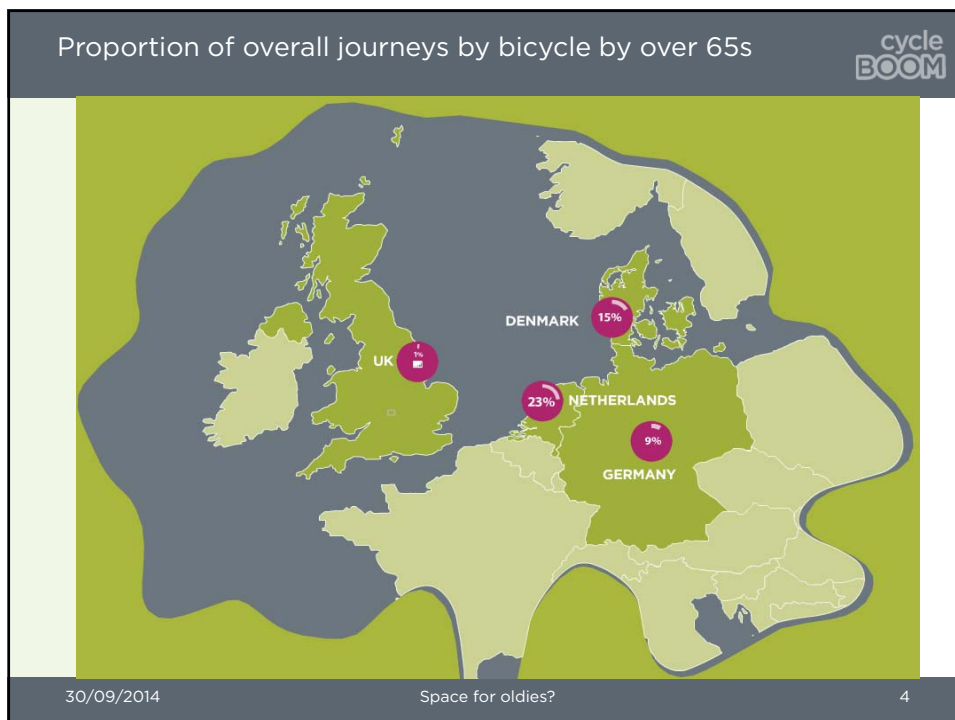 Proportion of overall journeys by bicycle by over 65s
cycle
BOOM
DENMARK
15%
UK
1%
23%
NETHERLANDS
9%
GERMANY
30/09/2014
Space for oldies?
4